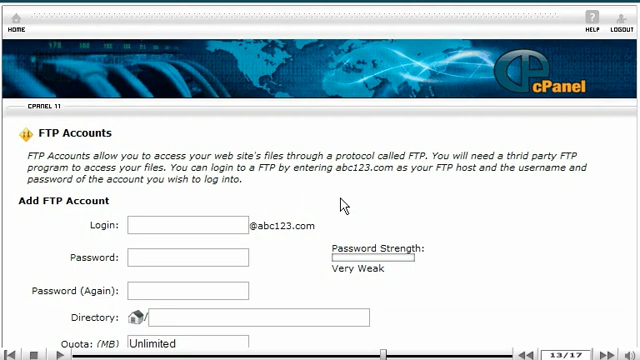 HOME
HELP
LOGOUT
cPanel
CPANEL 11
FTP Accounts
FTP Accounts allow you to access your web site's files through a protocol called FTP. You will need a thrid party FTP
program to access your files. You can login to a FTP by entering abc123.com as your FTP host and the username and
password of the account you wish to log into.
Add FTP Account
Login:
@abc123.com
Password:
Password Strength:
Very Weak
Password (Again):
Directory:
/
Quota: (MB)
Unlimited
13/17